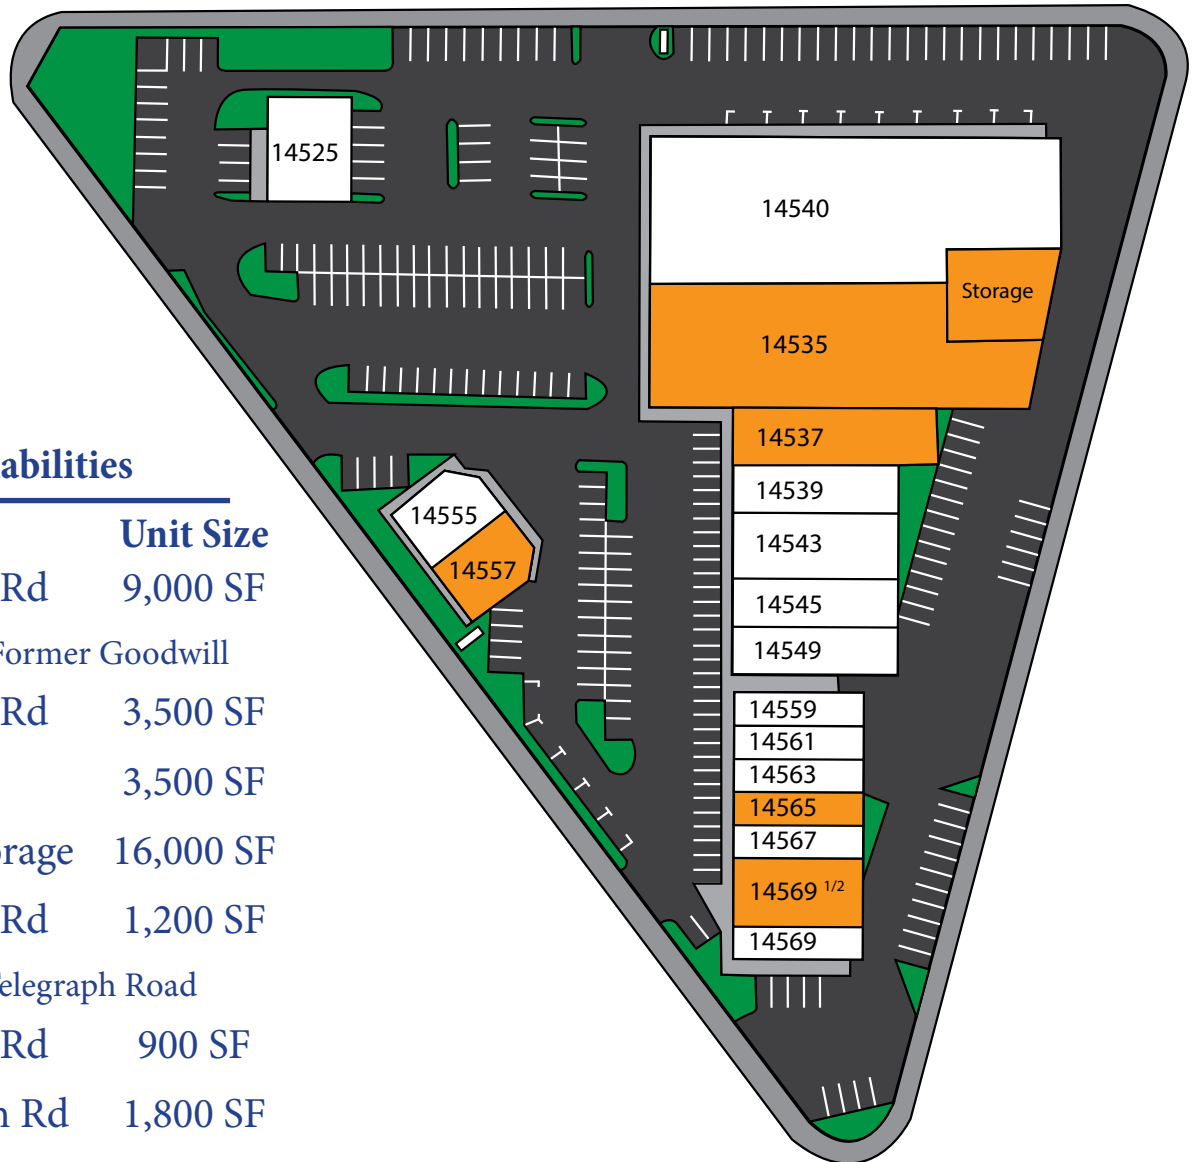 abilities
Unit Size
Rd 9,000 SF
Former Goodwill
Rd 3,500 SF
3,500 SF
orage 16,000 SF
Rd 1,200 SF
Telegraph Road
Rd 900 SF
n Rd 1,800 SF
14525
14540
Storage
14535
14537
14539
14543
14545
14549
14555
14557
14559
14561
14563
14565
14567
14569 1/2
14569